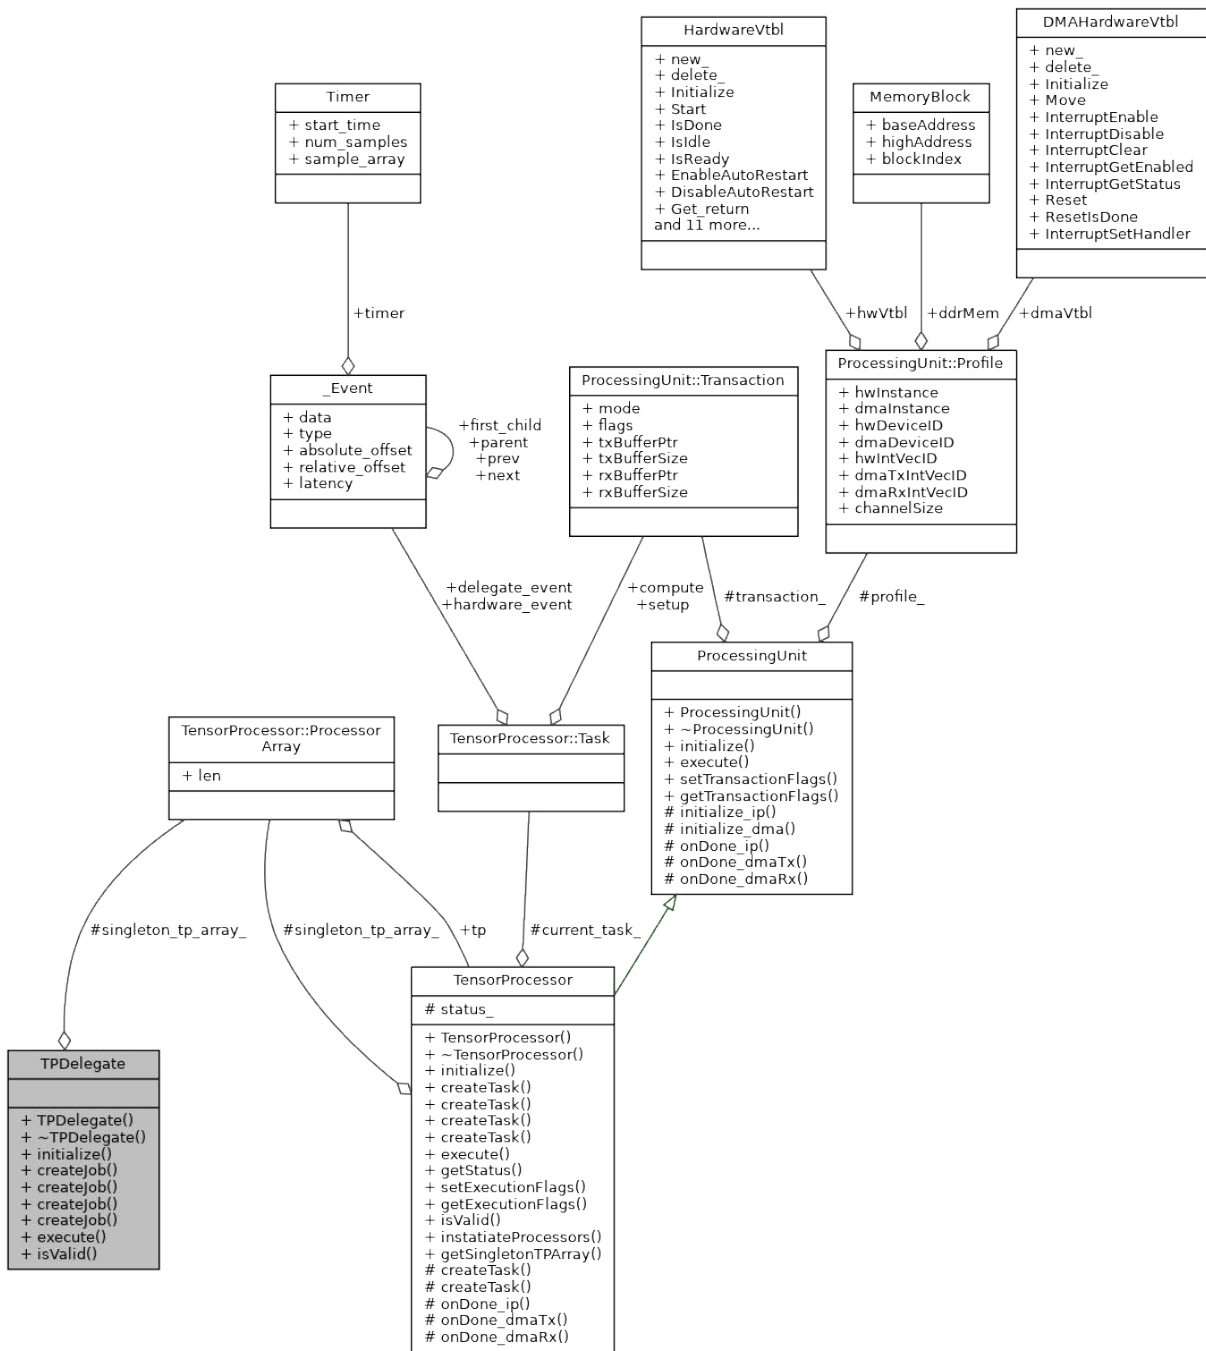 HardwareVtbl
+ new_
+ delete_
+ Initialize
+ Start
+ IsDone
+ IsIdle
+ IsReady
+ EnableAutoRestart
+ DisableAutoRestart
+ Get_return
and 11 more...
DMAHardwareVtbl
+ new_
+ delete_
+ Initialize
+ Move
+ InterruptEnable
+ InterruptDisable
+ InterruptClear
+ InterruptGetEnabled
+ InterruptGetStatus
+ Reset
+ ResetIsDone
+ InterruptSetHandler
Timer
+ start_time
+ num_samples
+ sample_array
MemoryBlock
+ baseAddress
+ highAddress
+ blockIndex
+timer
+hwVtbl
+ddrMem
+dmaVtbl
_Event
+ data
+ type
+ absolute_offset
+ relative_offset
+ latency
+first_child
+parent
+prev
+next
ProcessingUnit::Transaction
+ mode
+ flags
+ txBufferPtr
+ txBufferSize
+ rxBufferPtr
+ rxBufferSize
ProcessingUnit::Profile
+ hwInstance
+ dmaInstance
+ hwDeviceID
+ dmaDeviceID
+ hwIntVecID
+ dmaTxIntVecID
+ dmaRxIntVecID
+ channelSize
+delegate_event
+hardware_event
+compute
+setup
#transaction_
#profile_
ProcessingUnit
+ ProcessingUnit()
+ ~ProcessingUnit()
+ initialize()
+ execute()
+ setTransactionFlags()
+ getTransactionFlags()
# initialize_ip()
# initialize_dma()
# onDone_ip()
# onDone_dmaTx()
# onDone_dmaRx()
TensorProcessor::Processor
Array
+ len
TensorProcessor::Task
#singleton_tp_array_
#singleton_tp_array_
+tp
#current_task_
TensorProcessor
# status_
+ TensorProcessor()
+ ~TensorProcessor()
+ initialize()
+ createTask()
+ createTask()
+ createTask()
+ createTask()
+ execute()
+ getStatus()
+ setExecutionFlags()
+ getExecutionFlags()
+ isValid()
+ instatiateProcessors()
+ getSingletonTPArray()
# createTask()
# createTask()
# onDone_ip()
# onDone_dmaTx()
# onDone_dmaRx()
TPDelegate
+ TPDelegate()
+ ~TPDelegate()
+ initialize()
+ createJob()
+ createJob()
+ createJob()
+ createJob()
+ execute()
+ isValid()